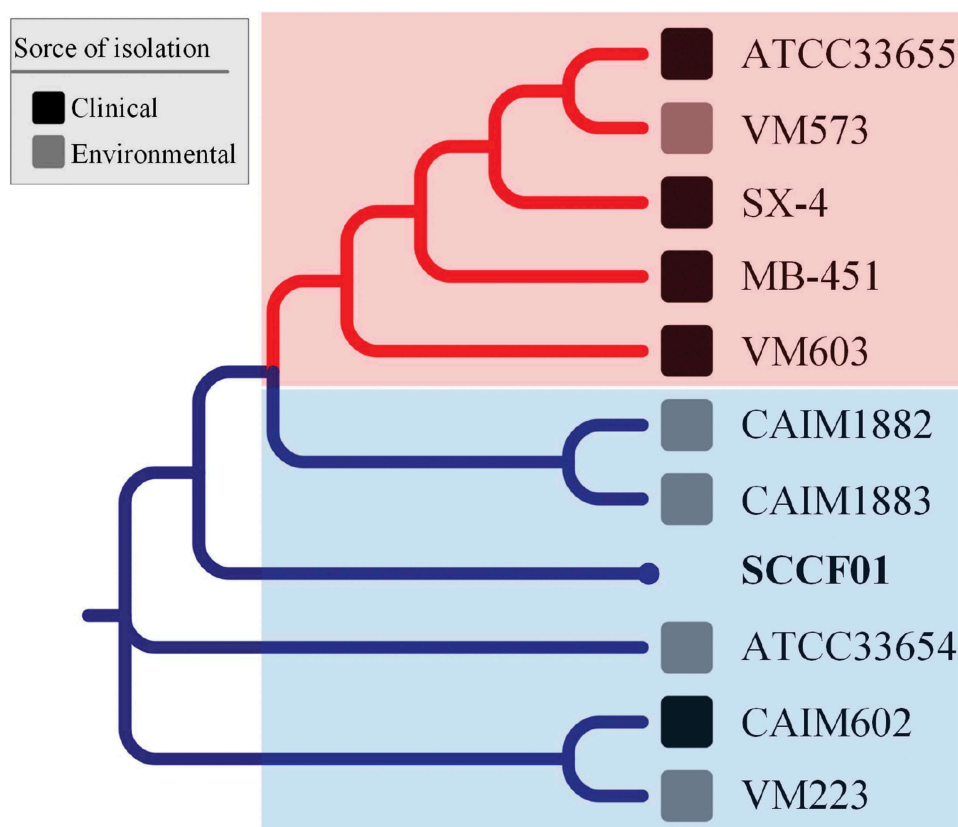 Sorce of isolation
Clinical
Environmental
ATCC33655
VM573
SX-4
MB-451
VM603
CAIM1882
CAIM1883
SCCF01
ATCC33654
CAIM602
VM223